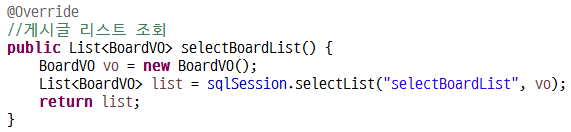 @Override
//게시글 리스트 조회
public List<BoardVO> selectBoardList() {
    BoardVO vo = new BoardVO();
    List<BoardVO> list = sqlSession.selectList("selectBoardList", vo);
    return list;
}